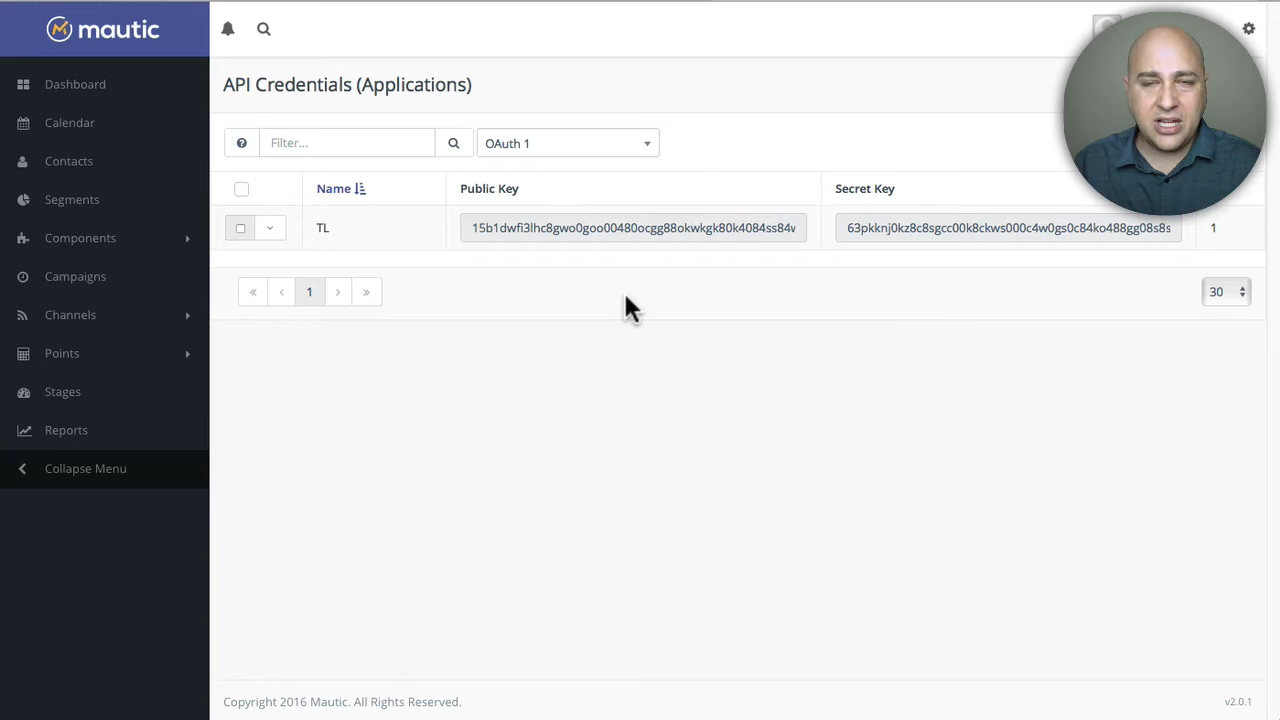 mautic
API Credentials (Applications)
Filter...
OAuth 1
Name
Public Key
Secret Key
TL
15b1dwfi3lhc8gwo0goo00480ocgg88okwkgk80k4084ss84
63pkknj0kz8c8sgcc00k8ckws000c4w0gs0c84ko488gg08s8s
1
« ‹ 1 › »
30
Dashboard
Calendar
Contacts
Segments
Components
Campaigns
Channels
Points
Stages
Reports
Collapse Menu
Copyright 2016 Mautic. All Rights Reserved.
v2.0.1